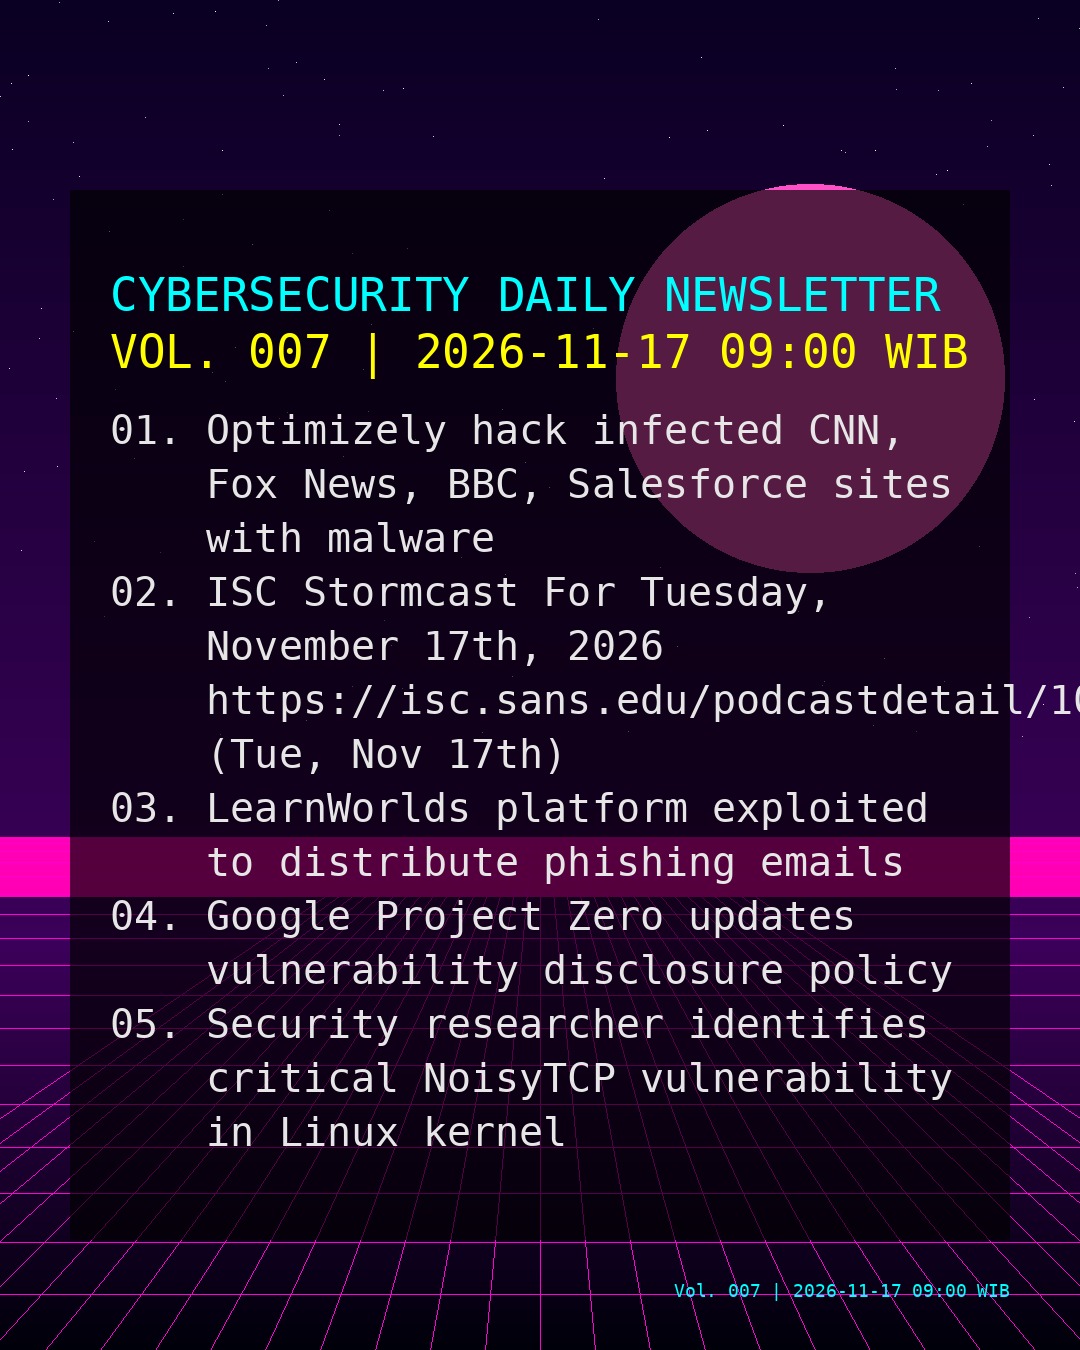 CYBERSECURITY DAILY NEWSLETTER
VOL. 007 | 2026-11-17 09:00 WIB
01. Optimizely hack infected CNN,
Fox News, BBC, Salesforce sites
with malware
02. ISC Stormcast For Tuesday,
November 17th, 2026
https://isc.sans.edu/podcastdetail/10
(Tue, Nov 17th)
03. LearnWorlds platform exploited
to distribute phishing emails
04. Google Project Zero updates
vulnerability disclosure policy
05. Security researcher identifies
critical NoisyTCP vulnerability
in Linux kernel
Vol. 007 | 2026-11-17 09:00 WIB